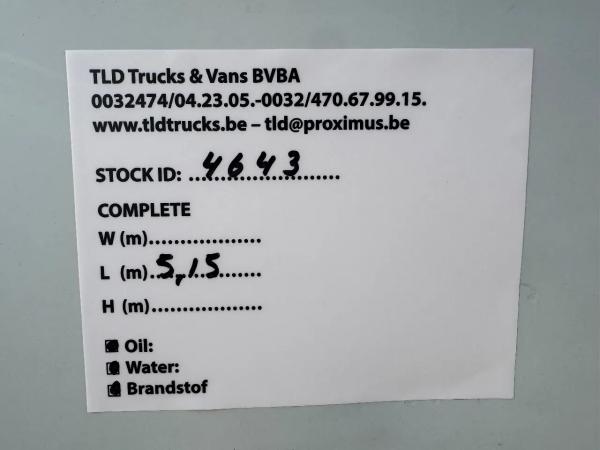 TLD Trucks & Vans BVBA
0032474/04.23.05.-0032/470.67.99.15.
www.tldtrucks.be – tld@proximus.be
STOCK ID: ...4643...................
COMPLETE
W (m)..................
L (m)..5,15.......
H (m)..................
Oil:
Water:
Brandstof